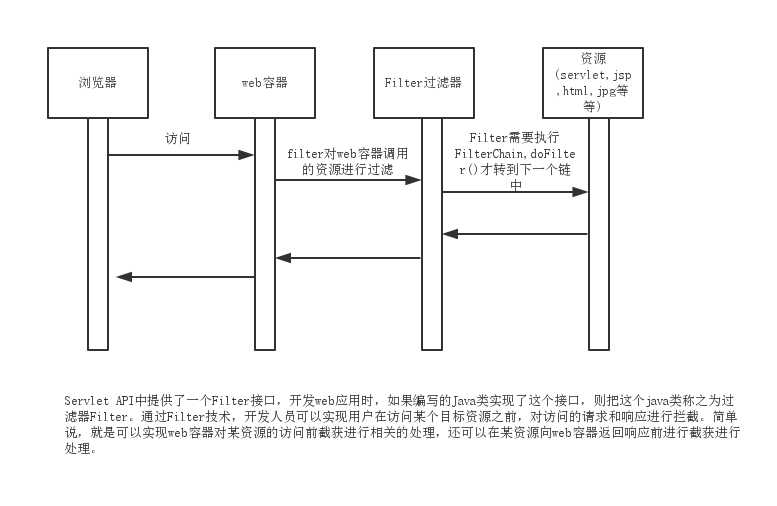 浏览器
web容器
Filter过滤器
资源
(servlet,jsp
,html,jpg等
等)
访问
filter对web容器调用
的资源进行过滤
Filter需要执行
FilterChain,doFilte
r()才转到下一个链
中
Servlet API中提供了一个Filter接口，开发web应用时，如果编写的Java类实现了这个接口，则把这个java类称之为过
滤器Filter。通过Filter技术，开发人员可以实现用户在访问某个目标资源之前，对访问的请求和响应进行拦截。简单
说，就是可以实现web容器对某资源的访问前截获进行相关的处理，还可以在某资源向web容器返回响应前进行截获进行
处理。